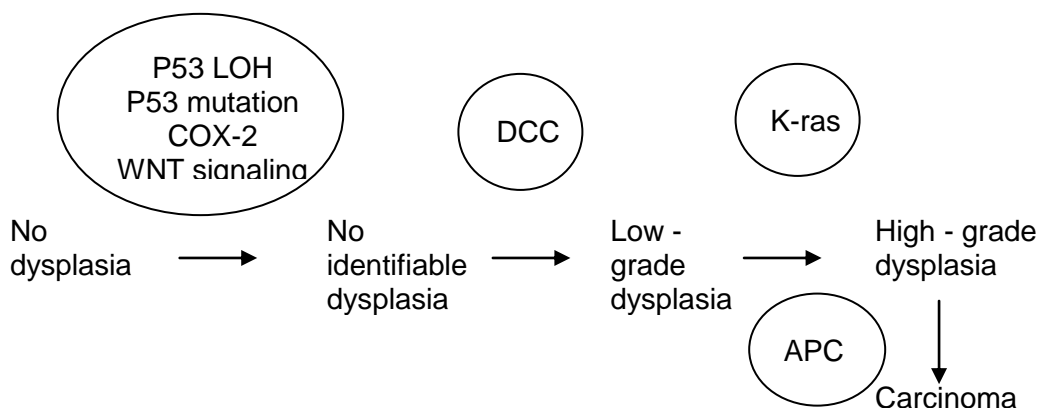 P53 LOH
P53 mutation
COX-2
WNT signaling
DCC
K-ras
No
dysplasia
No
identifiable
dysplasia
Low -
grade
dysplasia
High - grade
dysplasia
APC
Carcinoma